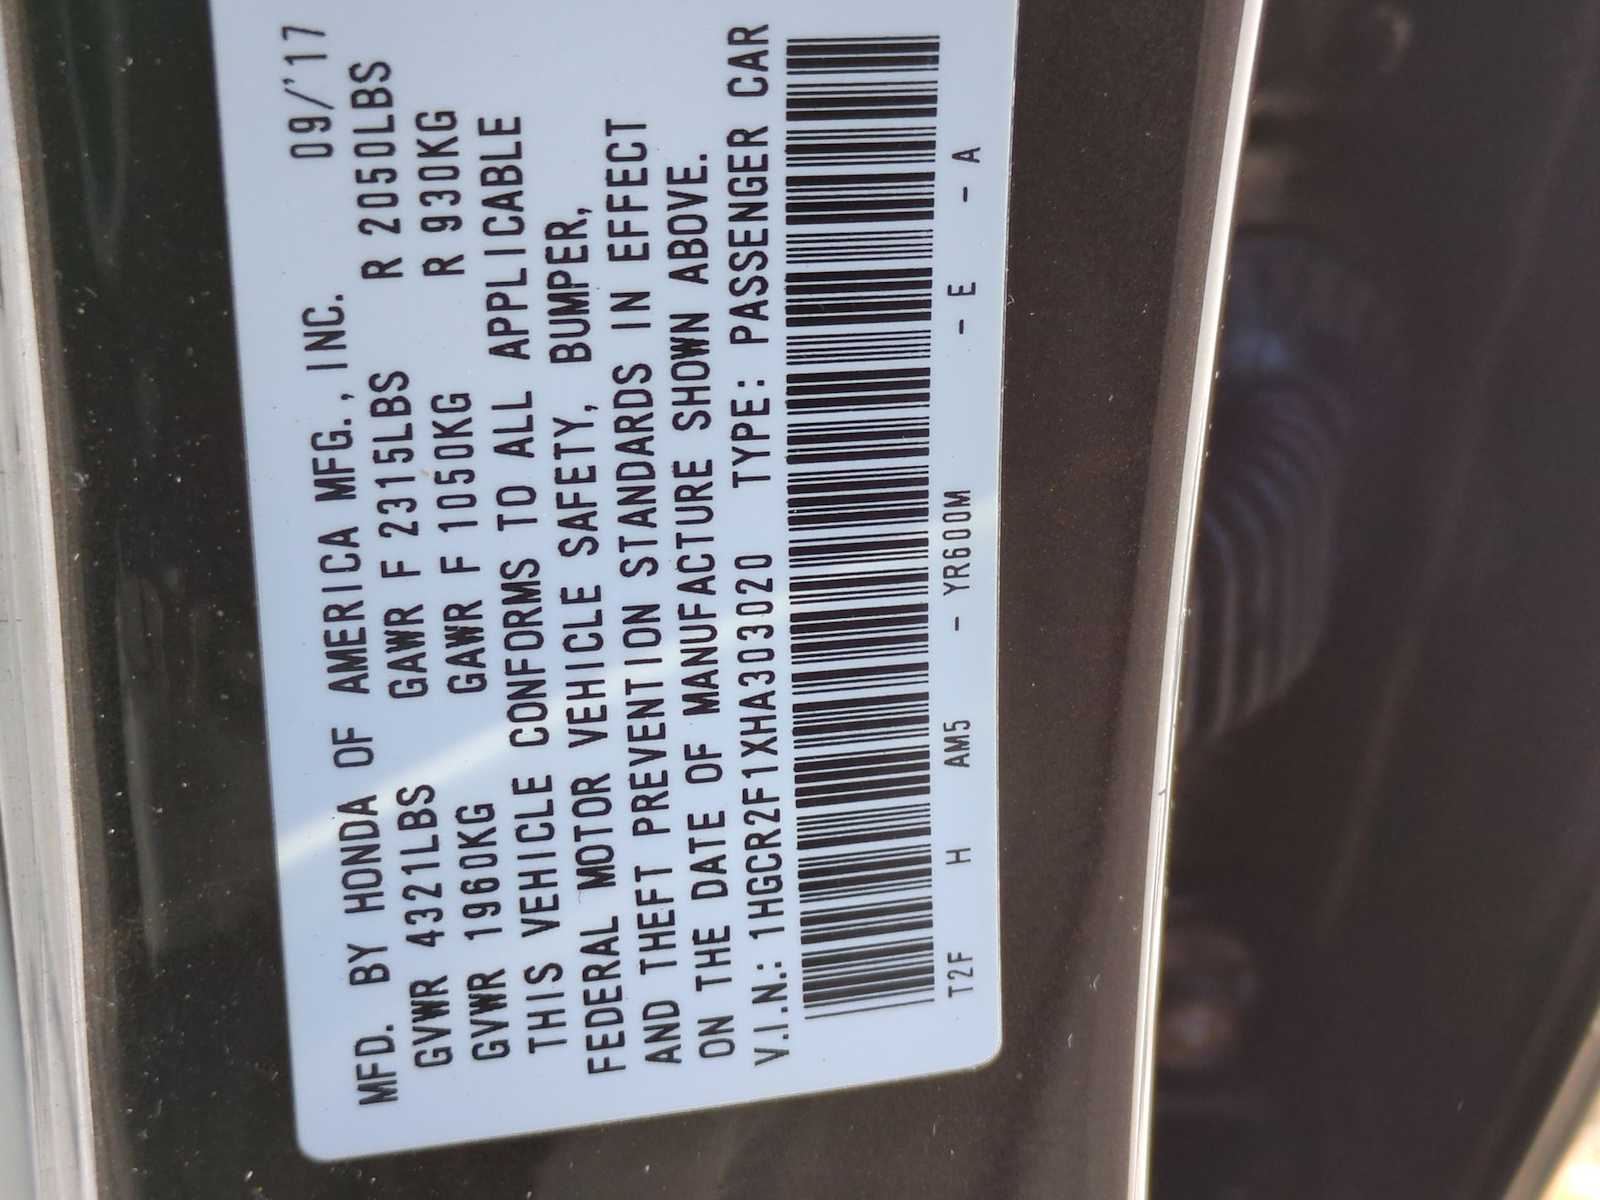 MFD. BY HONDA OF AMERICA MFG., INC. 09/'17
GVWR 4321LBS GAWR F 2315LBS R 2050LBS
GVWR 1960KG GAWR F 1050KG R 930KG
THIS VEHICLE CONFORMS TO ALL APPLICABLE
FEDERAL MOTOR VEHICLE SAFETY, BUMPER,
AND THEFT PREVENTION STANDARDS IN EFFECT
ON THE DATE OF MANUFACTURE SHOWN ABOVE.
V.I.N.: 1HGCR2F1XHA303020 TYPE: PASSENGER CAR
T2F H AM5 - YR600M - E - A